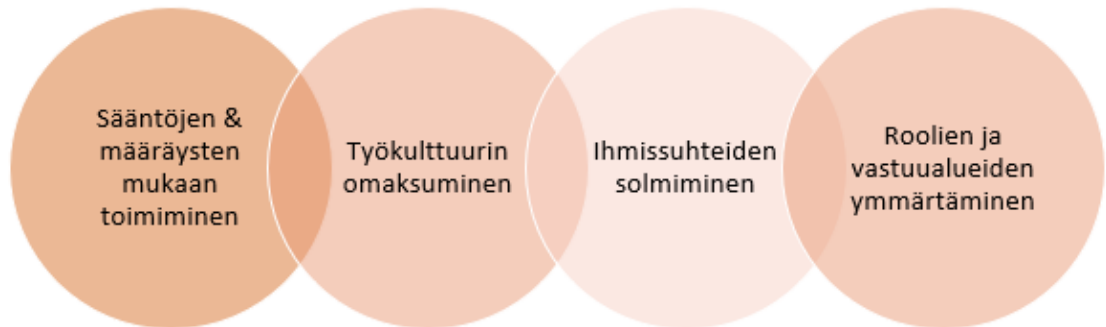 Sääntöjen &
määräysten
mukaan
toimiminen
Työkulttuurin
omaksuminen
Ihmissuhteiden
solmiminen
Roolien ja
vastuualueiden
ymmärtäminen